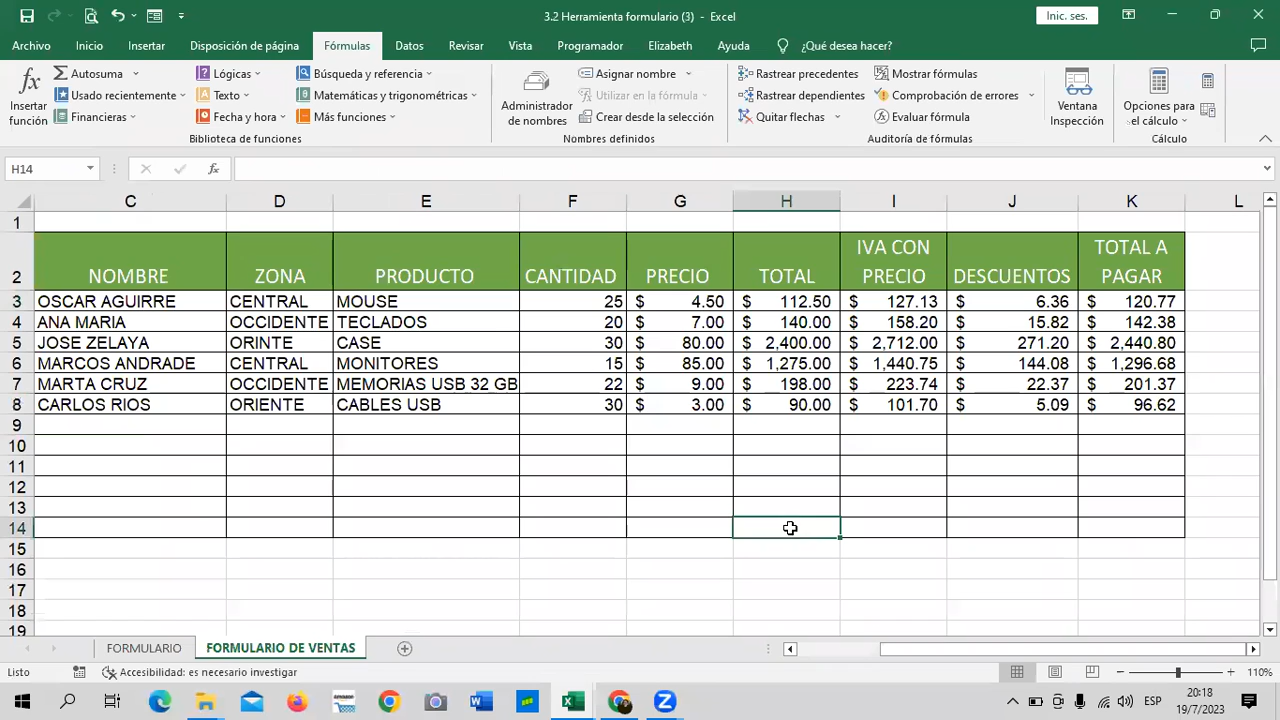 3.2 Herramienta formulario (3) - Excel
Inic. ses.
Archivo Inicio Insertar Disposición de página Fórmulas Datos Revisar Vista Programador Elizabeth Ayuda ¿Qué desea hacer?
Insertar función
Autosuma
Usado recientemente
Financieras
Lógicas
Texto
Fecha y hora
Búsqueda y referencia
Matemáticas y trigonométricas
Más funciones
Biblioteca de funciones
Administrador de nombres
Asignar nombre
Utilizar en la fórmula
Crear desde la selección
Nombres definidos
Rastrear precedentes
Rastrear dependientes
Quitar flechas
Mostrar fórmulas
Comprobación de errores
Evaluar fórmula
Auditoría de fórmulas
Ventana Inspección
Opciones para el cálculo
Cálculo
H14 fx
C D E F G H I J K L
1
2 NOMBRE ZONA PRODUCTO CANTIDAD PRECIO TOTAL IVA CON PRECIO DESCUENTOS TOTAL A PAGAR
3 OSCAR AGUIRRE CENTRAL MOUSE 25 $ 4.50 $ 112.50 $ 127.13 $ 6.36 $ 120.77
4 ANA MARIA OCCIDENTE TECLADOS 20 $ 7.00 $ 140.00 $ 158.20 $ 15.82 $ 142.38
5 JOSE ZELAYA ORINTE CASE 30 $ 80.00 $ 2,400.00 $ 2,712.00 $ 271.20 $ 2,440.80
6 MARCOS ANDRADE CENTRAL MONITORES 15 $ 85.00 $ 1,275.00 $ 1,440.75 $ 144.08 $ 1,296.68
7 MARTA CRUZ OCCIDENTE MEMORIAS USB 32 GB 22 $ 9.00 $ 198.00 $ 223.74 $ 22.37 $ 201.37
8 CARLOS RIOS ORIENTE CABLES USB 30 $ 3.00 $ 90.00 $ 101.70 $ 5.09 $ 96.62
9
10
11
12
13
14
15
16
17
18
19
FORMULARIO FORMULARIO DE VENTAS
Listo Accesibilidad: es necesario investigar 110%
ESP 20:18
19/7/2023